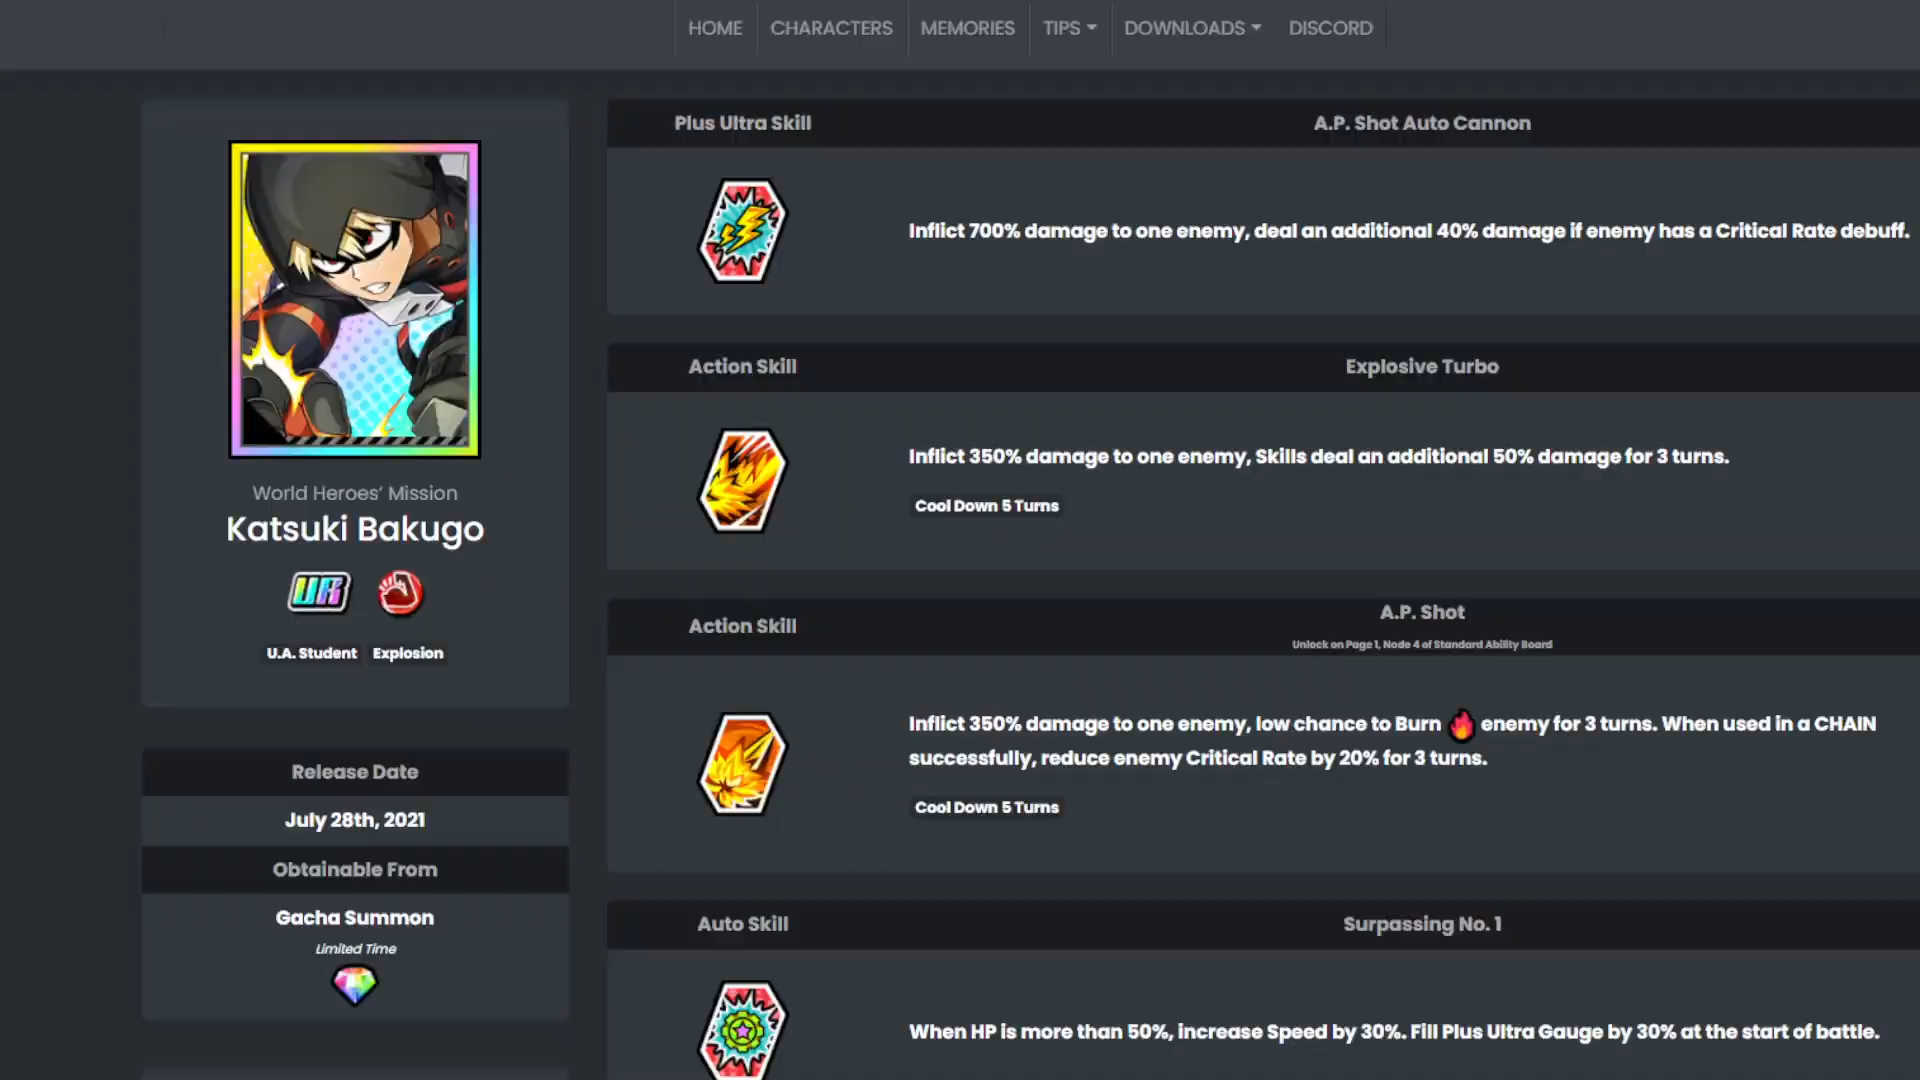 HOME
CHARACTERS
MEMORIES
TIPS
DOWNLOADS
DISCORD
World Heroes’ Mission
Katsuki Bakugo
UR
U.A. Student
Explosion
Release Date
July 28th, 2021
Obtainable From
Gacha Summon
Limited Time
Plus Ultra Skill
A.P. Shot Auto Cannon
Inflict 700% damage to one enemy, deal an additional 40% damage if enemy has a Critical Rate debuff.
Action Skill
Explosive Turbo
Inflict 350% damage to one enemy, Skills deal an additional 50% damage for 3 turns.
Cool Down 5 Turns
Action Skill
A.P. Shot
Unlock on Page 1, Node 4 of Standard Ability Board
Inflict 350% damage to one enemy, low chance to Burn enemy for 3 turns. When used in a CHAIN
successfully, reduce enemy Critical Rate by 20% for 3 turns.
Cool Down 5 Turns
Auto Skill
Surpassing No. 1
When HP is more than 50%, increase Speed by 30%. Fill Plus Ultra Gauge by 30% at the start of battle.